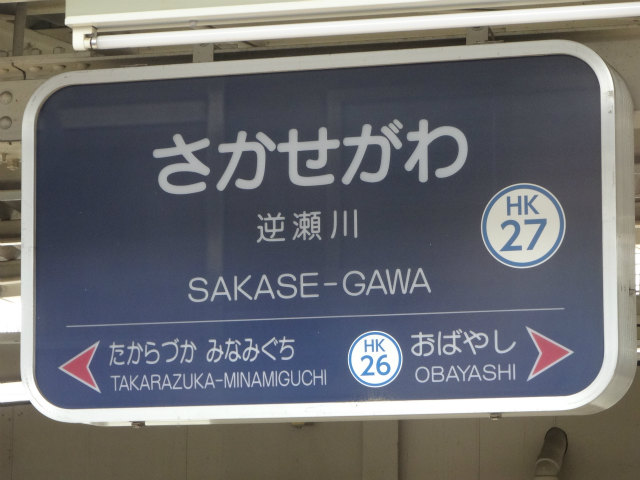 さかせがわ
逆瀬川
HK
27
SAKASE-GAWA
たからづか みなみぐち
TAKARAZUKA-MINAMIGUCHI
HK
26
おばやし
OBAYASHI